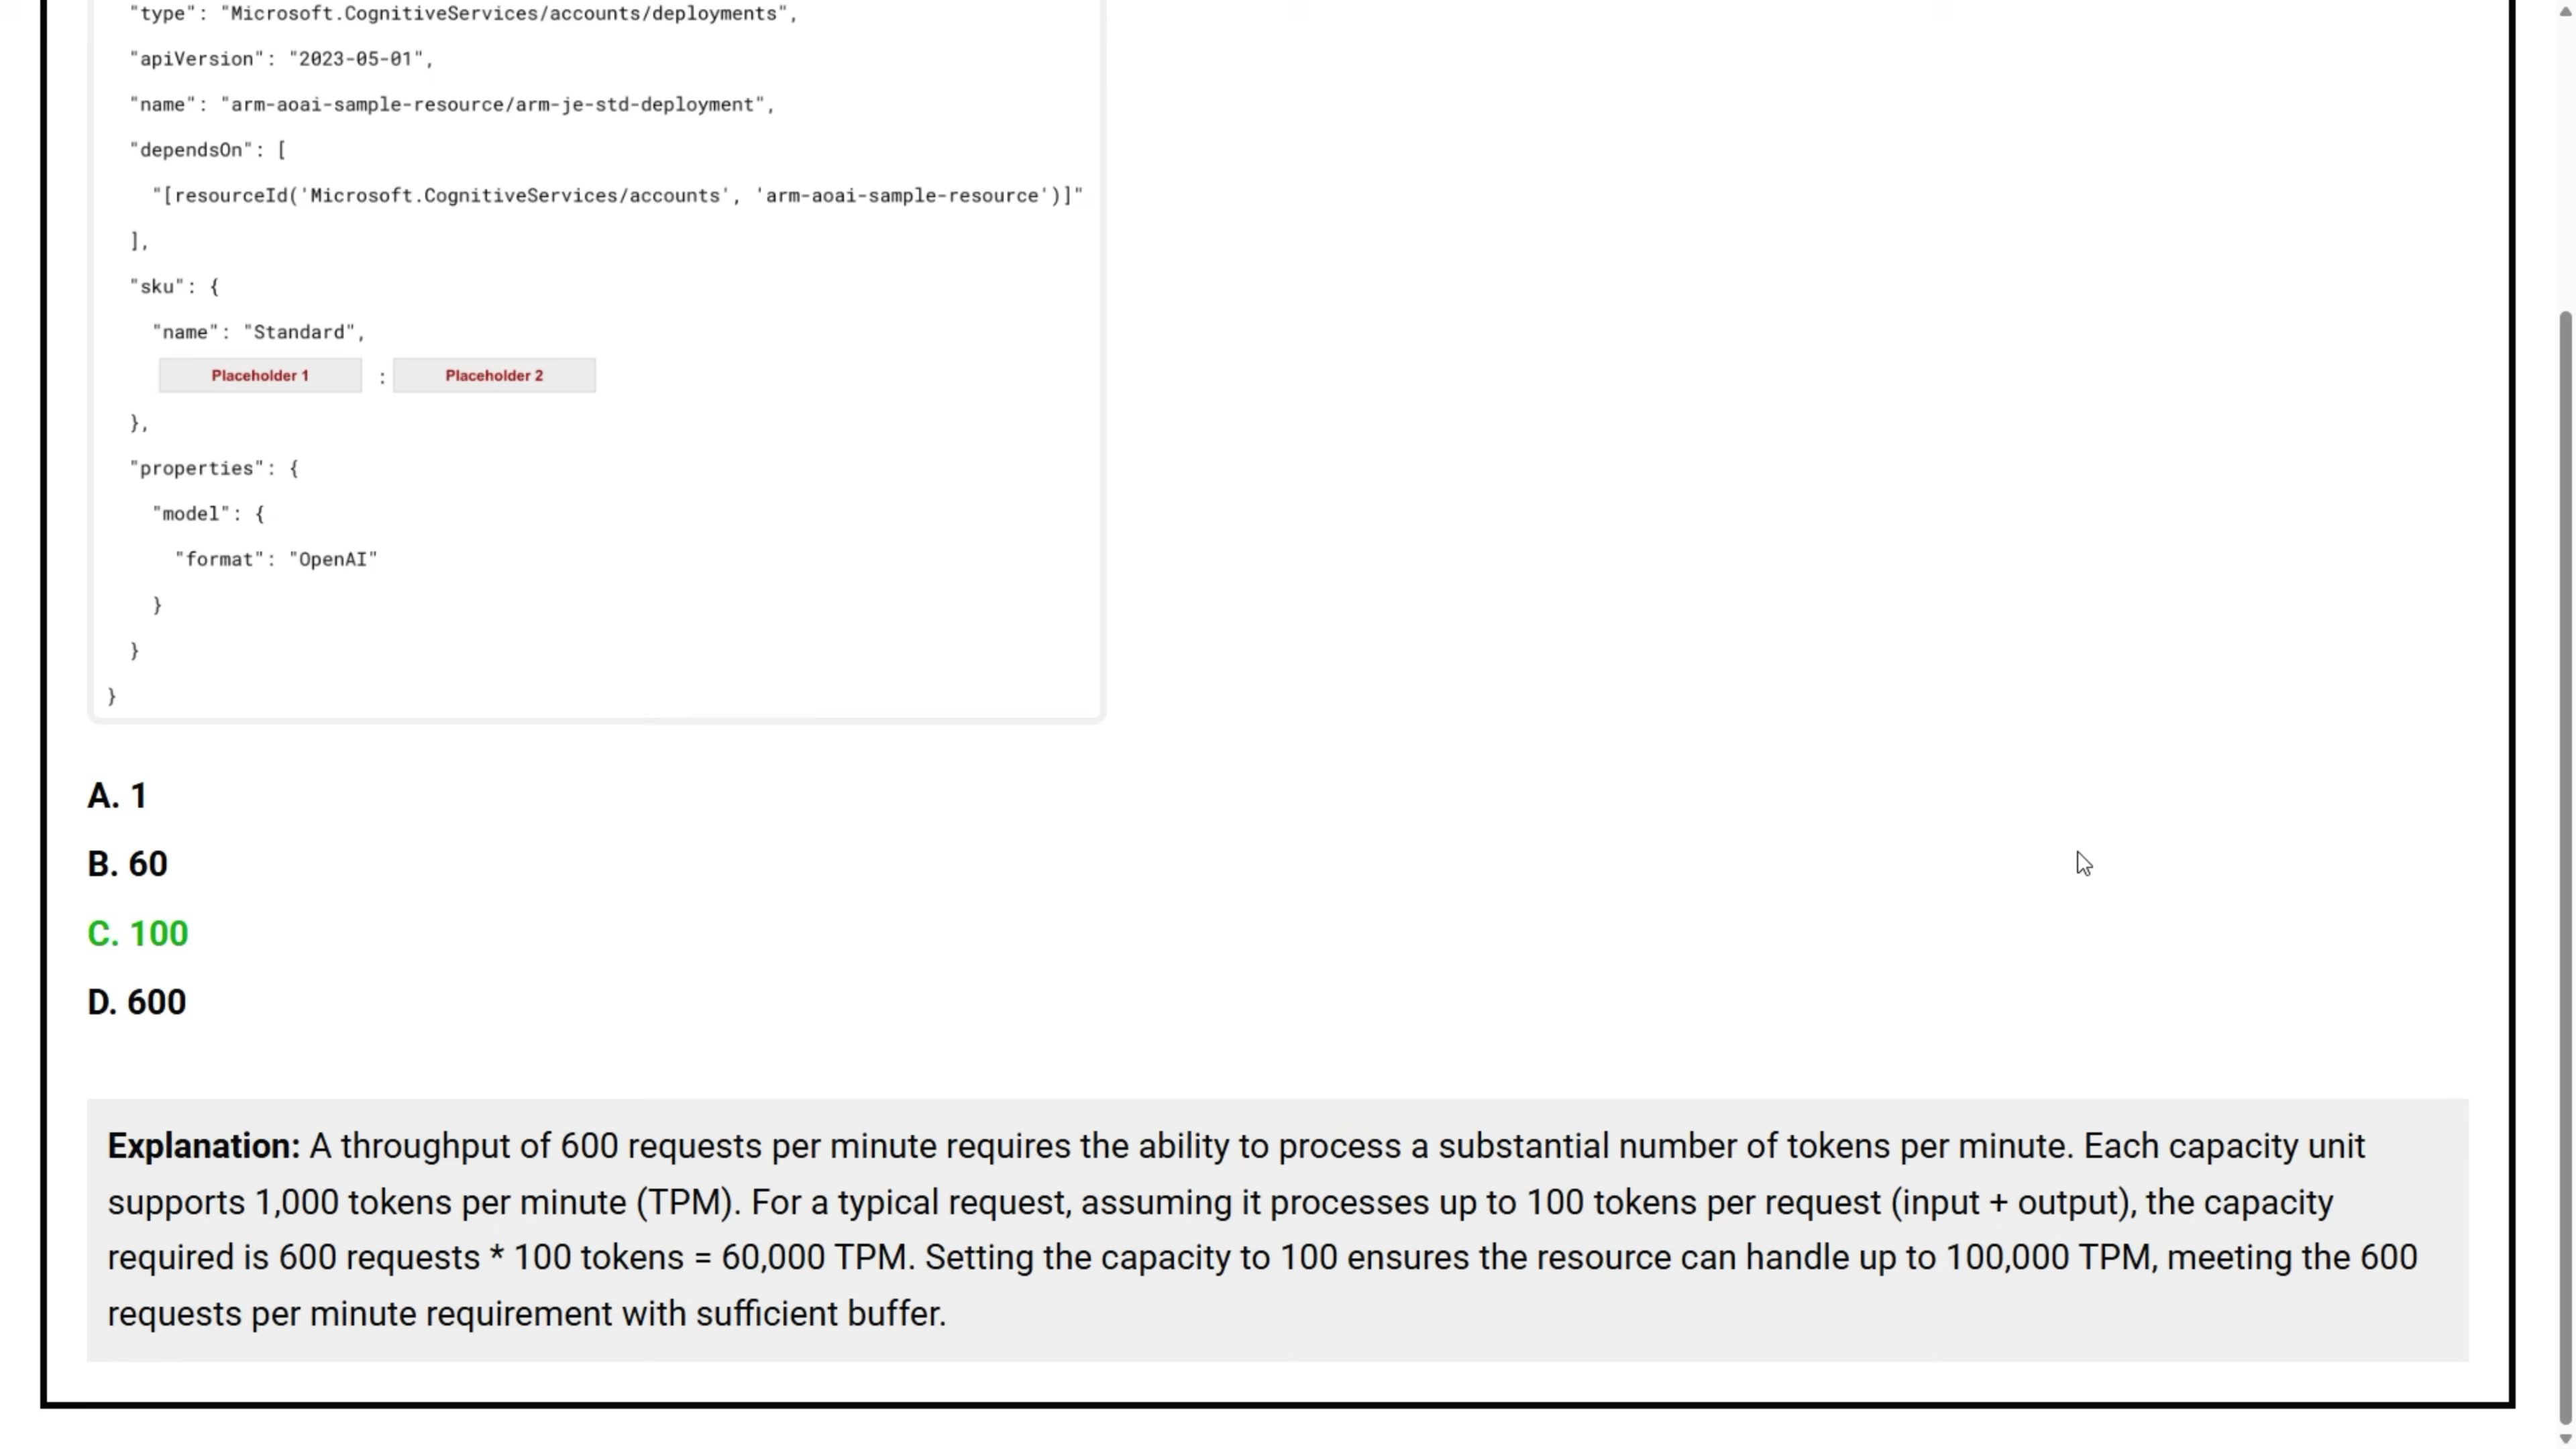 "type": "Microsoft.CognitiveServices/accounts/deployments",
"apiVersion": "2023-05-01",
"name": "arm-aoai-sample-resource/arm-je-std-deployment",
"dependsOn": [
"[resourceId('Microsoft.CognitiveServices/accounts', 'arm-aoai-sample-resource')]"
],
"sku": {
"name": "Standard",
Placeholder 1 : Placeholder 2
},
"properties": {
"model": {
"format": "OpenAI"
}
}
}
A. 1
B. 60
C. 100
D. 600
Explanation: A throughput of 600 requests per minute requires the ability to process a substantial number of tokens per minute. Each capacity unit
supports 1,000 tokens per minute (TPM). For a typical request, assuming it processes up to 100 tokens per request (input + output), the capacity
required is 600 requests * 100 tokens = 60,000 TPM. Setting the capacity to 100 ensures the resource can handle up to 100,000 TPM, meeting the 600
requests per minute requirement with sufficient buffer.